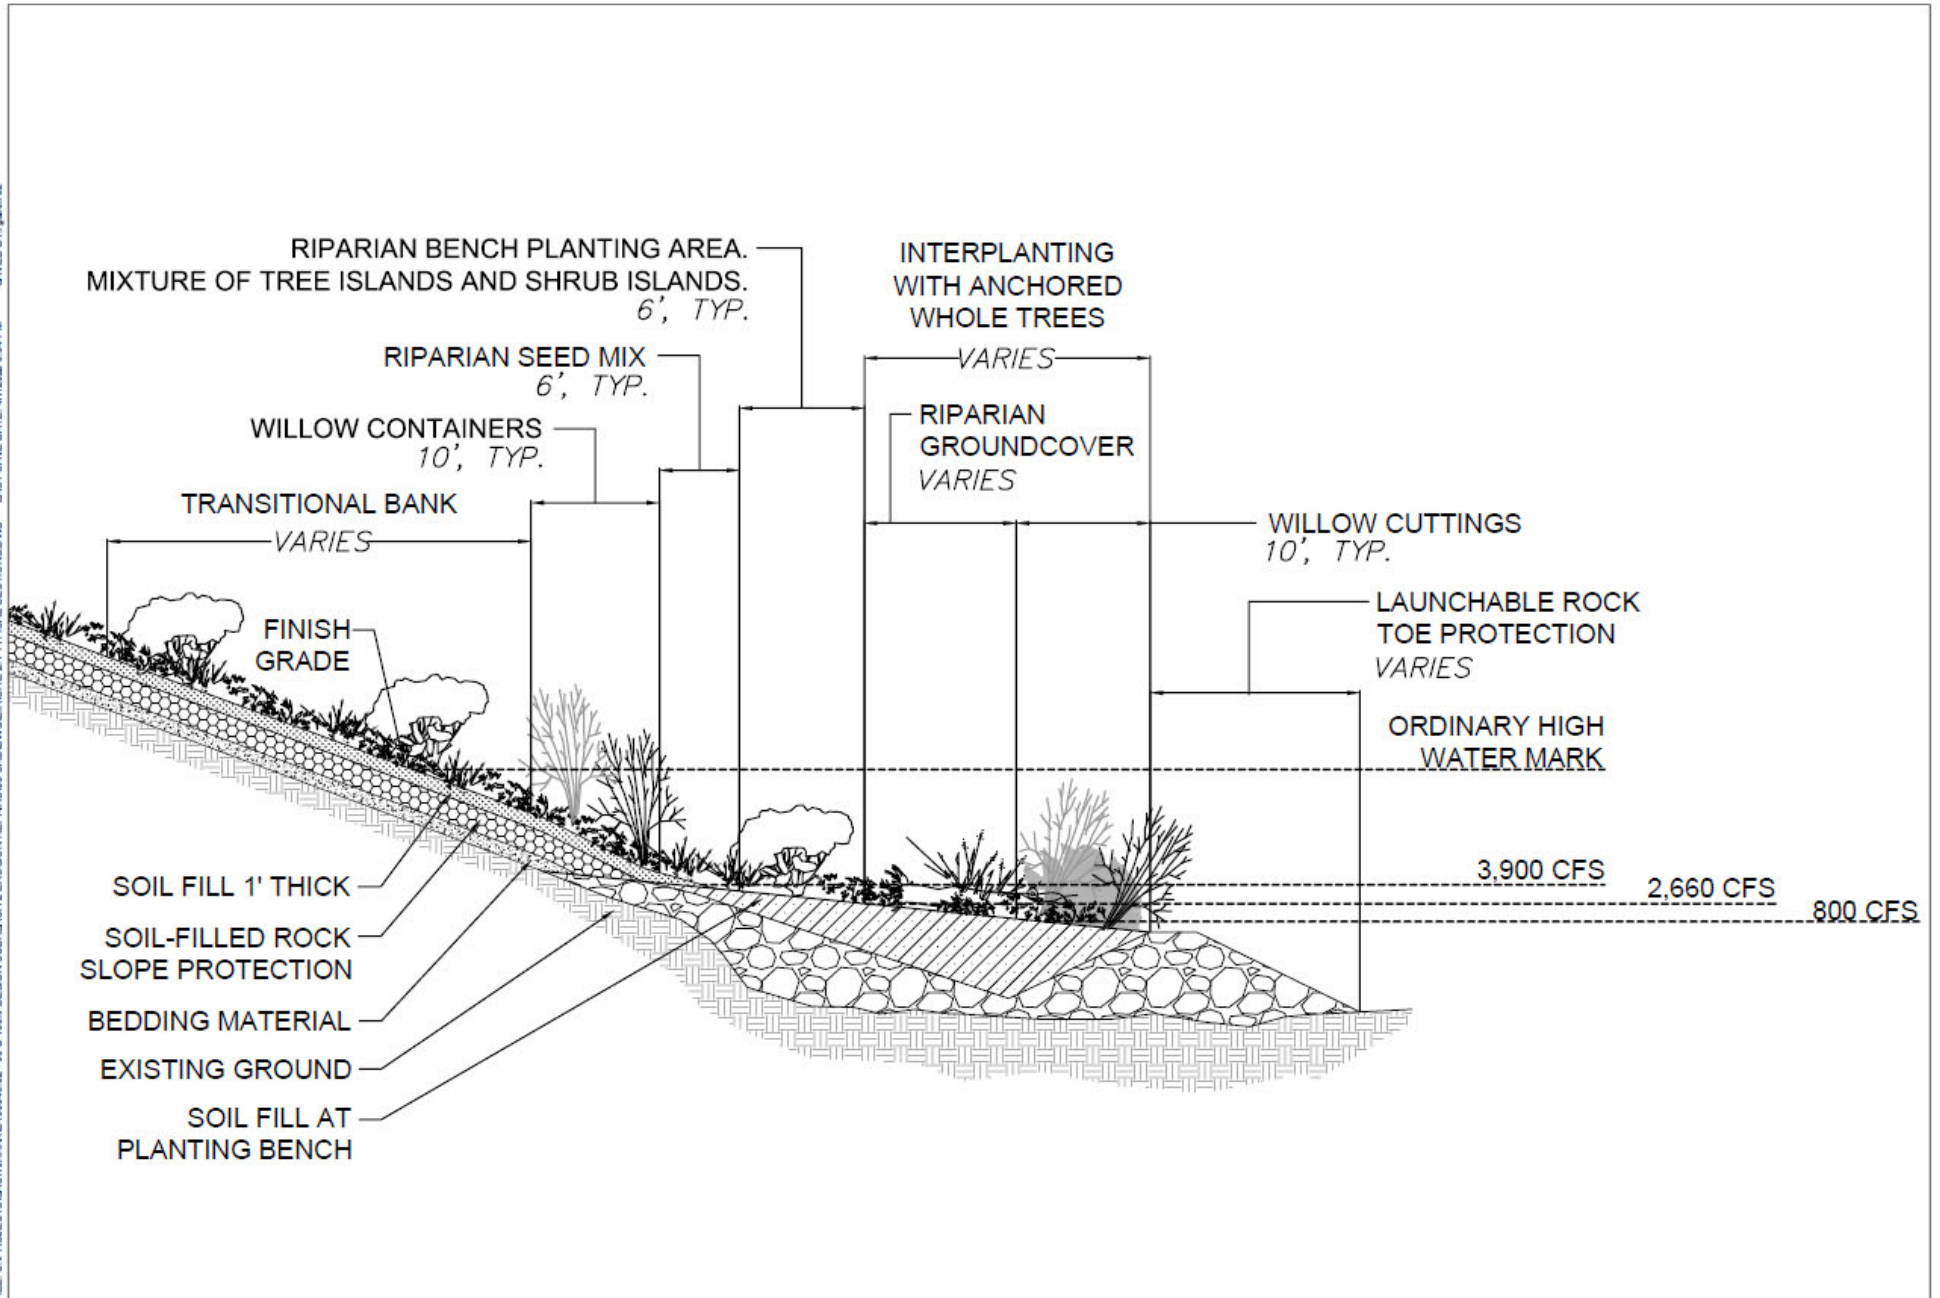 RIPARIAN BENCH PLANTING AREA.
MIXTURE OF TREE ISLANDS AND SHRUB ISLANDS.
6', TYP.
INTERPLANTING
WITH ANCHORED
WHOLE TREES
VARIES
RIPARIAN SEED MIX
6', TYP.
WILLOW CONTAINERS
10', TYP.
RIPARIAN
GROUNDCOVER
VARIES
TRANSITIONAL BANK
VARIES
WILLOW CUTTINGS
10', TYP.
LAUNCHABLE ROCK
TOE PROTECTION
VARIES
FINISH
GRADE
ORDINARY HIGH
WATER MARK
3,900 CFS
2,660 CFS
800 CFS
SOIL FILL 1' THICK
SOIL-FILLED ROCK
SLOPE PROTECTION
BEDDING MATERIAL
EXISTING GROUND
SOIL FILL AT
PLANTING BENCH